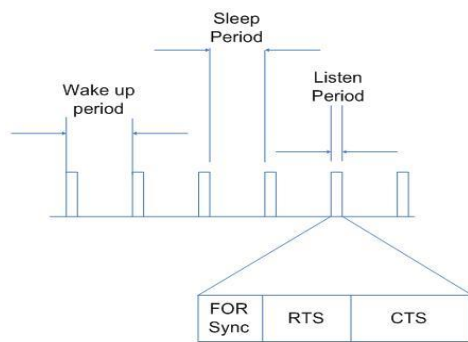 Sleep
Period
Wake up
period
Listen
Period
FOR
Sync
RTS
CTS